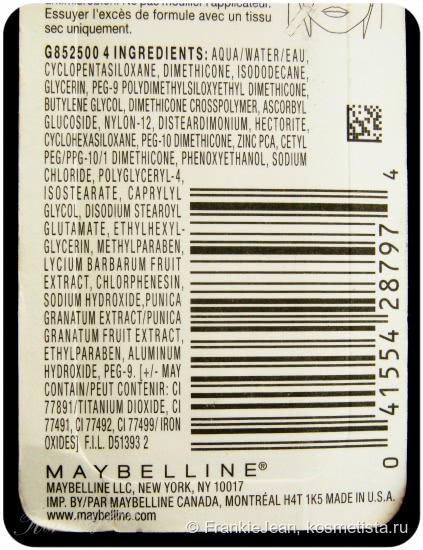 Essuyer l'excès de formule avec un tissu
sec uniquement.
G852500 4 INGREDIENTS: AQUA/WATER/EAU,
CYCLOPENTASILOXANE, DIMETHICONE, ISODODECANE,
GLYCERIN, PEG-9 POLYDIMETHYLSILOXYETHYL DIMETHICONE,
BUTYLENE GLYCOL, DIMETHICONE CROSSPOLYMER, ASCORBYL
GLUCOSIDE, NYLON-12, DISTEARDIMONIUM, HECTORITE,
CYCLOHEXASILOXANE, PEG-10 DIMETHICONE, ZINC PCA, CETYL
PEG/PPG-10/1 DIMETHICONE, PHENOXYETHANOL, SODIUM
CHLORIDE, POLYGLYCERYL-4,
ISOSTEARATE, CAPRYLYL
GLYCOL, DISODIUM STEAROYL
GLUTAMATE, ETHYLHEXYL-
GLYCERIN, METHYLPARABEN,
LYCIUM BARBARUM FRUIT
EXTRACT, CHLORPHENESIN,
SODIUM HYDROXIDE,PUNICA
GRANATUM EXTRACT/PUNICA
GRANATUM FRUIT EXTRACT,
ETHYLPARABEN, ALUMINUM
HYDROXIDE, PEG-9. [+/- MAY
CONTAIN/PEUT CONTENIR: CI
77891/TITANIUM DIOXIDE, CI
77491, CI 77492, CI 77499/ IRON
OXIDES] F.I.L. D51393 2
0 41554 28797 4
MAYBELLINE®
MAYBELLINE LLC, NEW YORK, NY 10017
IMP. BY/PAR MAYBELLINE CANADA, MONTRÉAL H4T 1K5 MADE IN U.S.A.
www.maybelline.com
© FrankieJean, kosmetista.ru